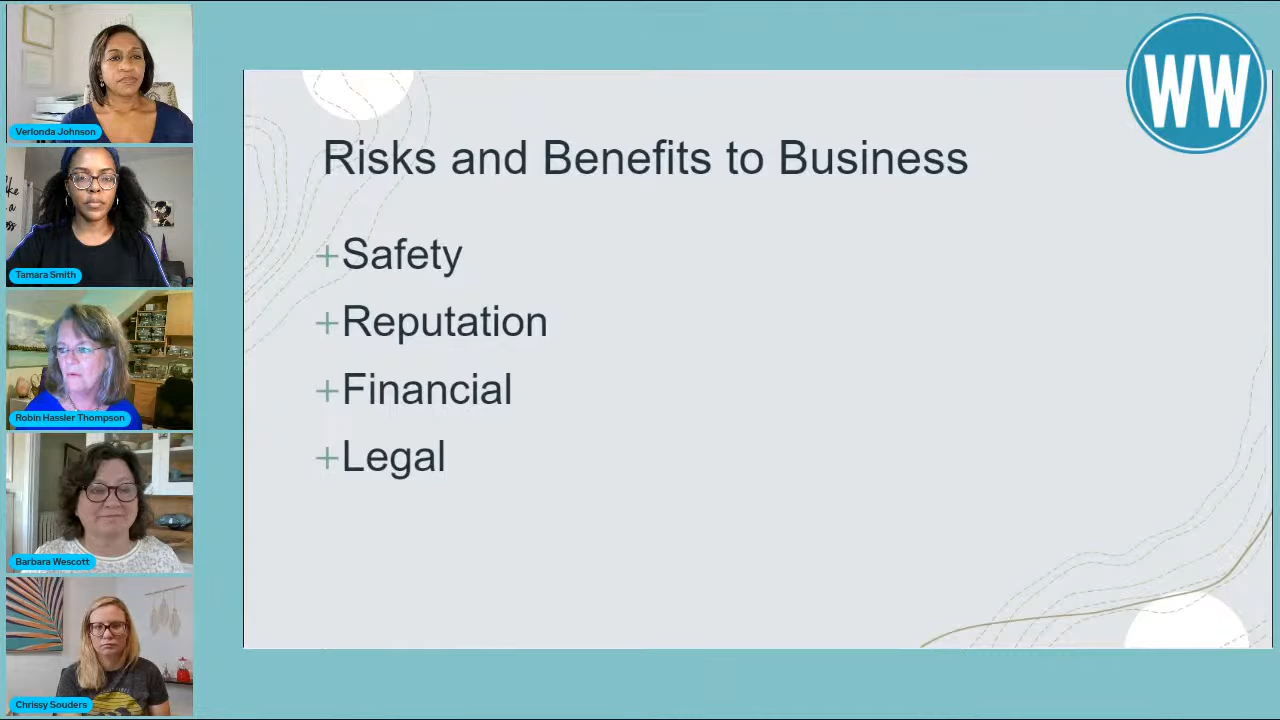 WW
Risks and Benefits to Business
+Safety
+Reputation
+Financial
+Legal
Verlonda Johnson
Tamara Smith
Robin Hassler Thompson
Barbara Wescott
Chrissy Souders